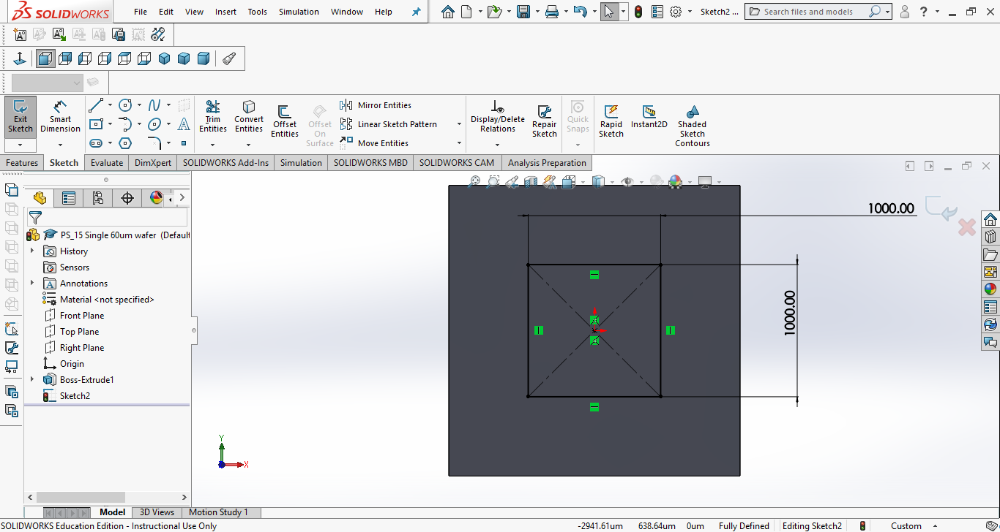 SOLIDWORKS File Edit View Insert Tools Simulation Window Help Sketch2 ... Search files and models ?
Exit Sketch
Smart Dimension
Trim Entities
Convert Entities
Offset Entities
Offset On Surface
Mirror Entities
Linear Sketch Pattern
Move Entities
Display/Delete Relations
Repair Sketch
Quick Snaps
Rapid Sketch
Instant2D
Shaded Sketch Contours
Features Sketch Evaluate DimXpert SOLIDWORKS Add-Ins Simulation SOLIDWORKS MBD SOLIDWORKS CAM Analysis Preparation
PS_15 Single 60um wafer (Default
History
Sensors
Annotations
Material <not specified>
Front Plane
Top Plane
Right Plane
Origin
Boss-Extrude1
Sketch2
1000.00
1000.00
Y
X
Model 3D Views Motion Study 1
SOLIDWORKS Education Edition - Instructional Use Only -2941.61um 638.64um 0um Fully Defined Editing Sketch2 Custom